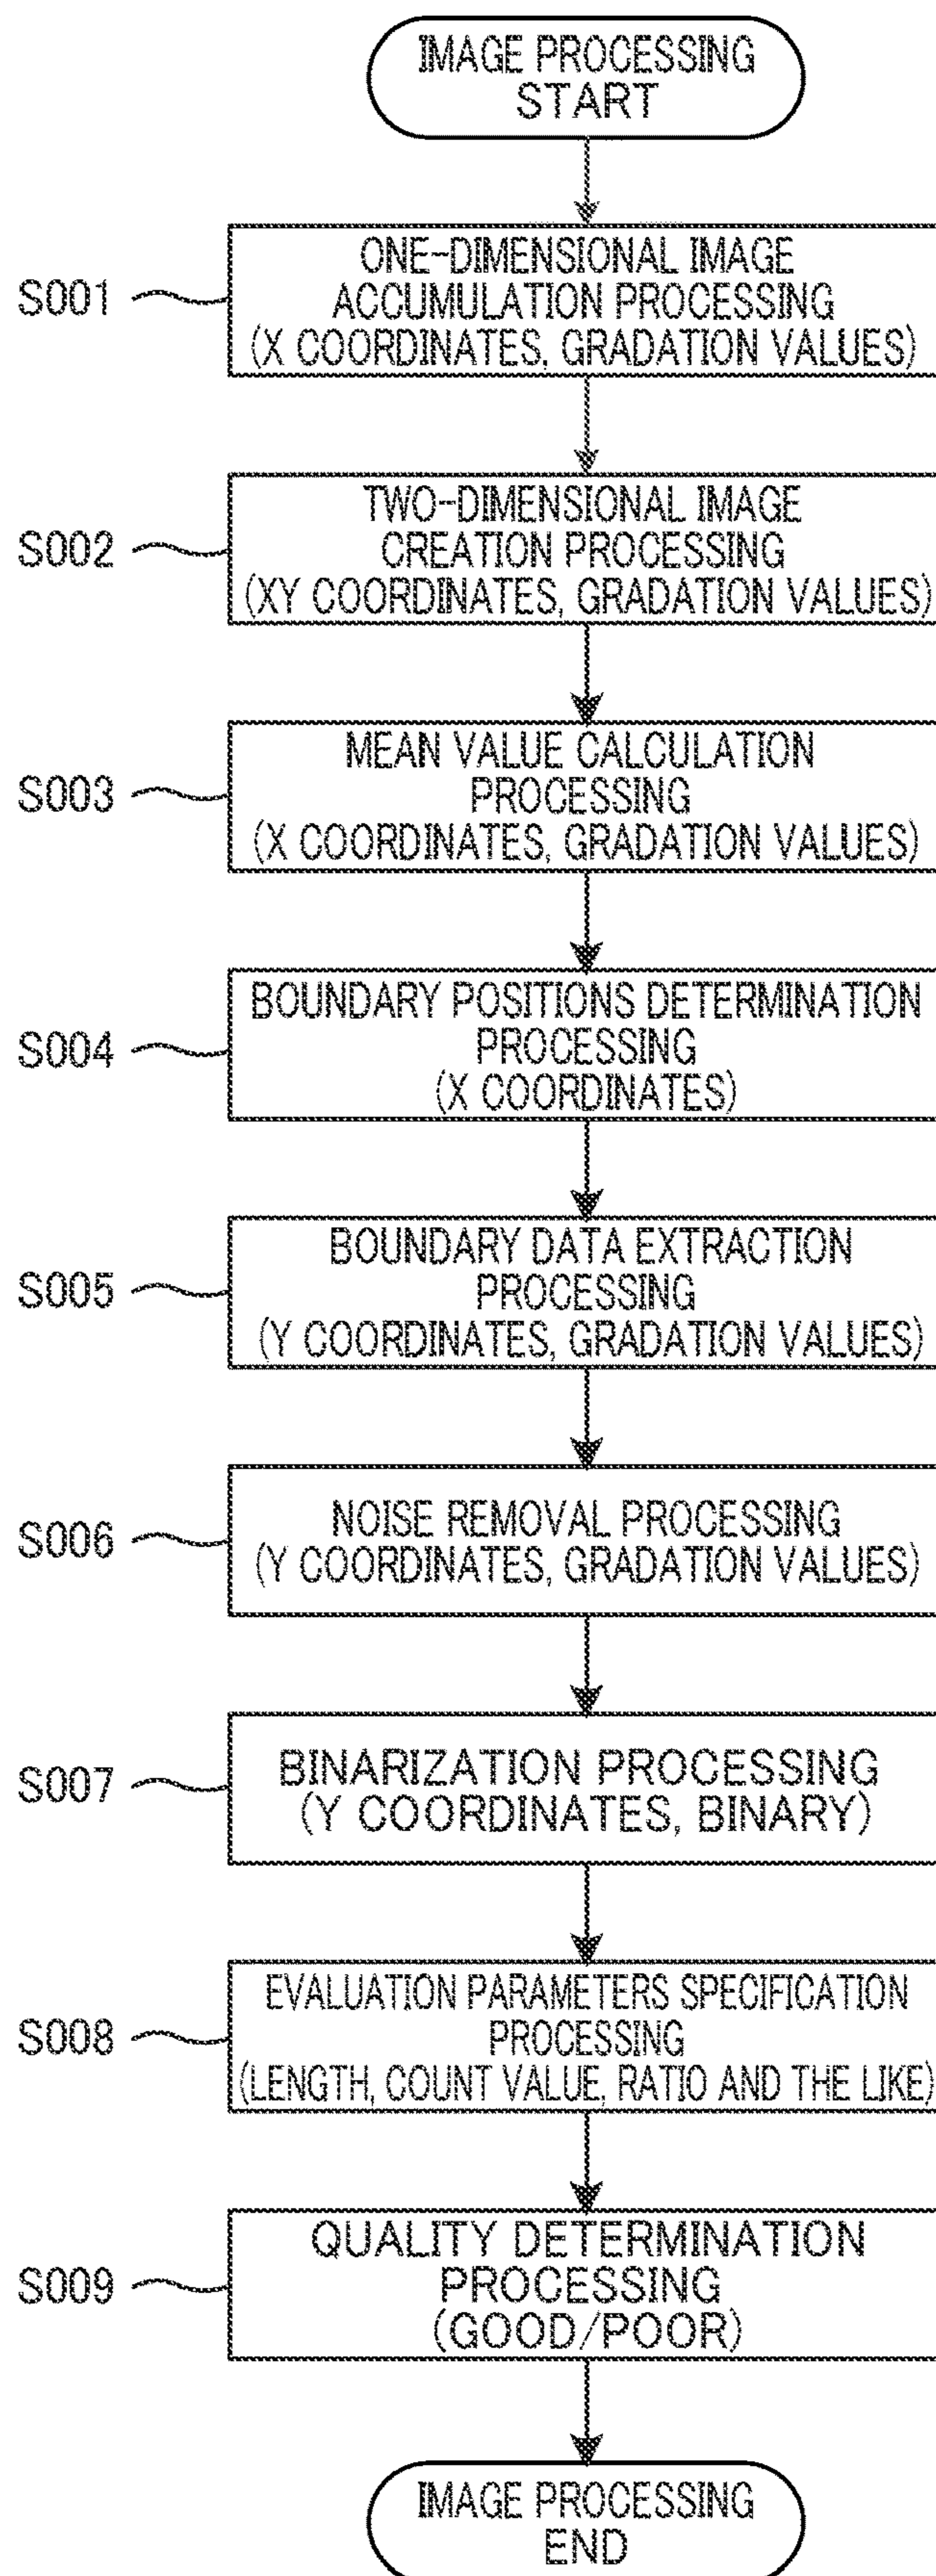 IMAGE PROCESSING
START
S001
ONE-DIMENSIONAL IMAGE
ACCUMULATION PROCESSING
(X COORDINATES, GRADATION VALUES)
S002
TWO-DIMENSIONAL IMAGE
CREATION PROCESSING
(XY COORDINATES, GRADATION VALUES)
S003
MEAN VALUE CALCULATION
PROCESSING
(X COORDINATES, GRADATION VALUES)
S004
BOUNDARY POSITIONS DETERMINATION
PROCESSING
(X COORDINATES)
S005
BOUNDARY DATA EXTRACTION
PROCESSING
(Y COORDINATES, GRADATION VALUES)
S006
NOISE REMOVAL PROCESSING
(Y COORDINATES, GRADATION VALUES)
S007
BINARIZATION PROCESSING
(Y COORDINATES, BINARY)
S008
EVALUATION PARAMETERS SPECIFICATION
PROCESSING
(LENGTH, COUNT VALUE, RATIO AND THE LIKE)
S009
QUALITY DETERMINATION
PROCESSING
(GOOD/POOR)
IMAGE PROCESSING
END